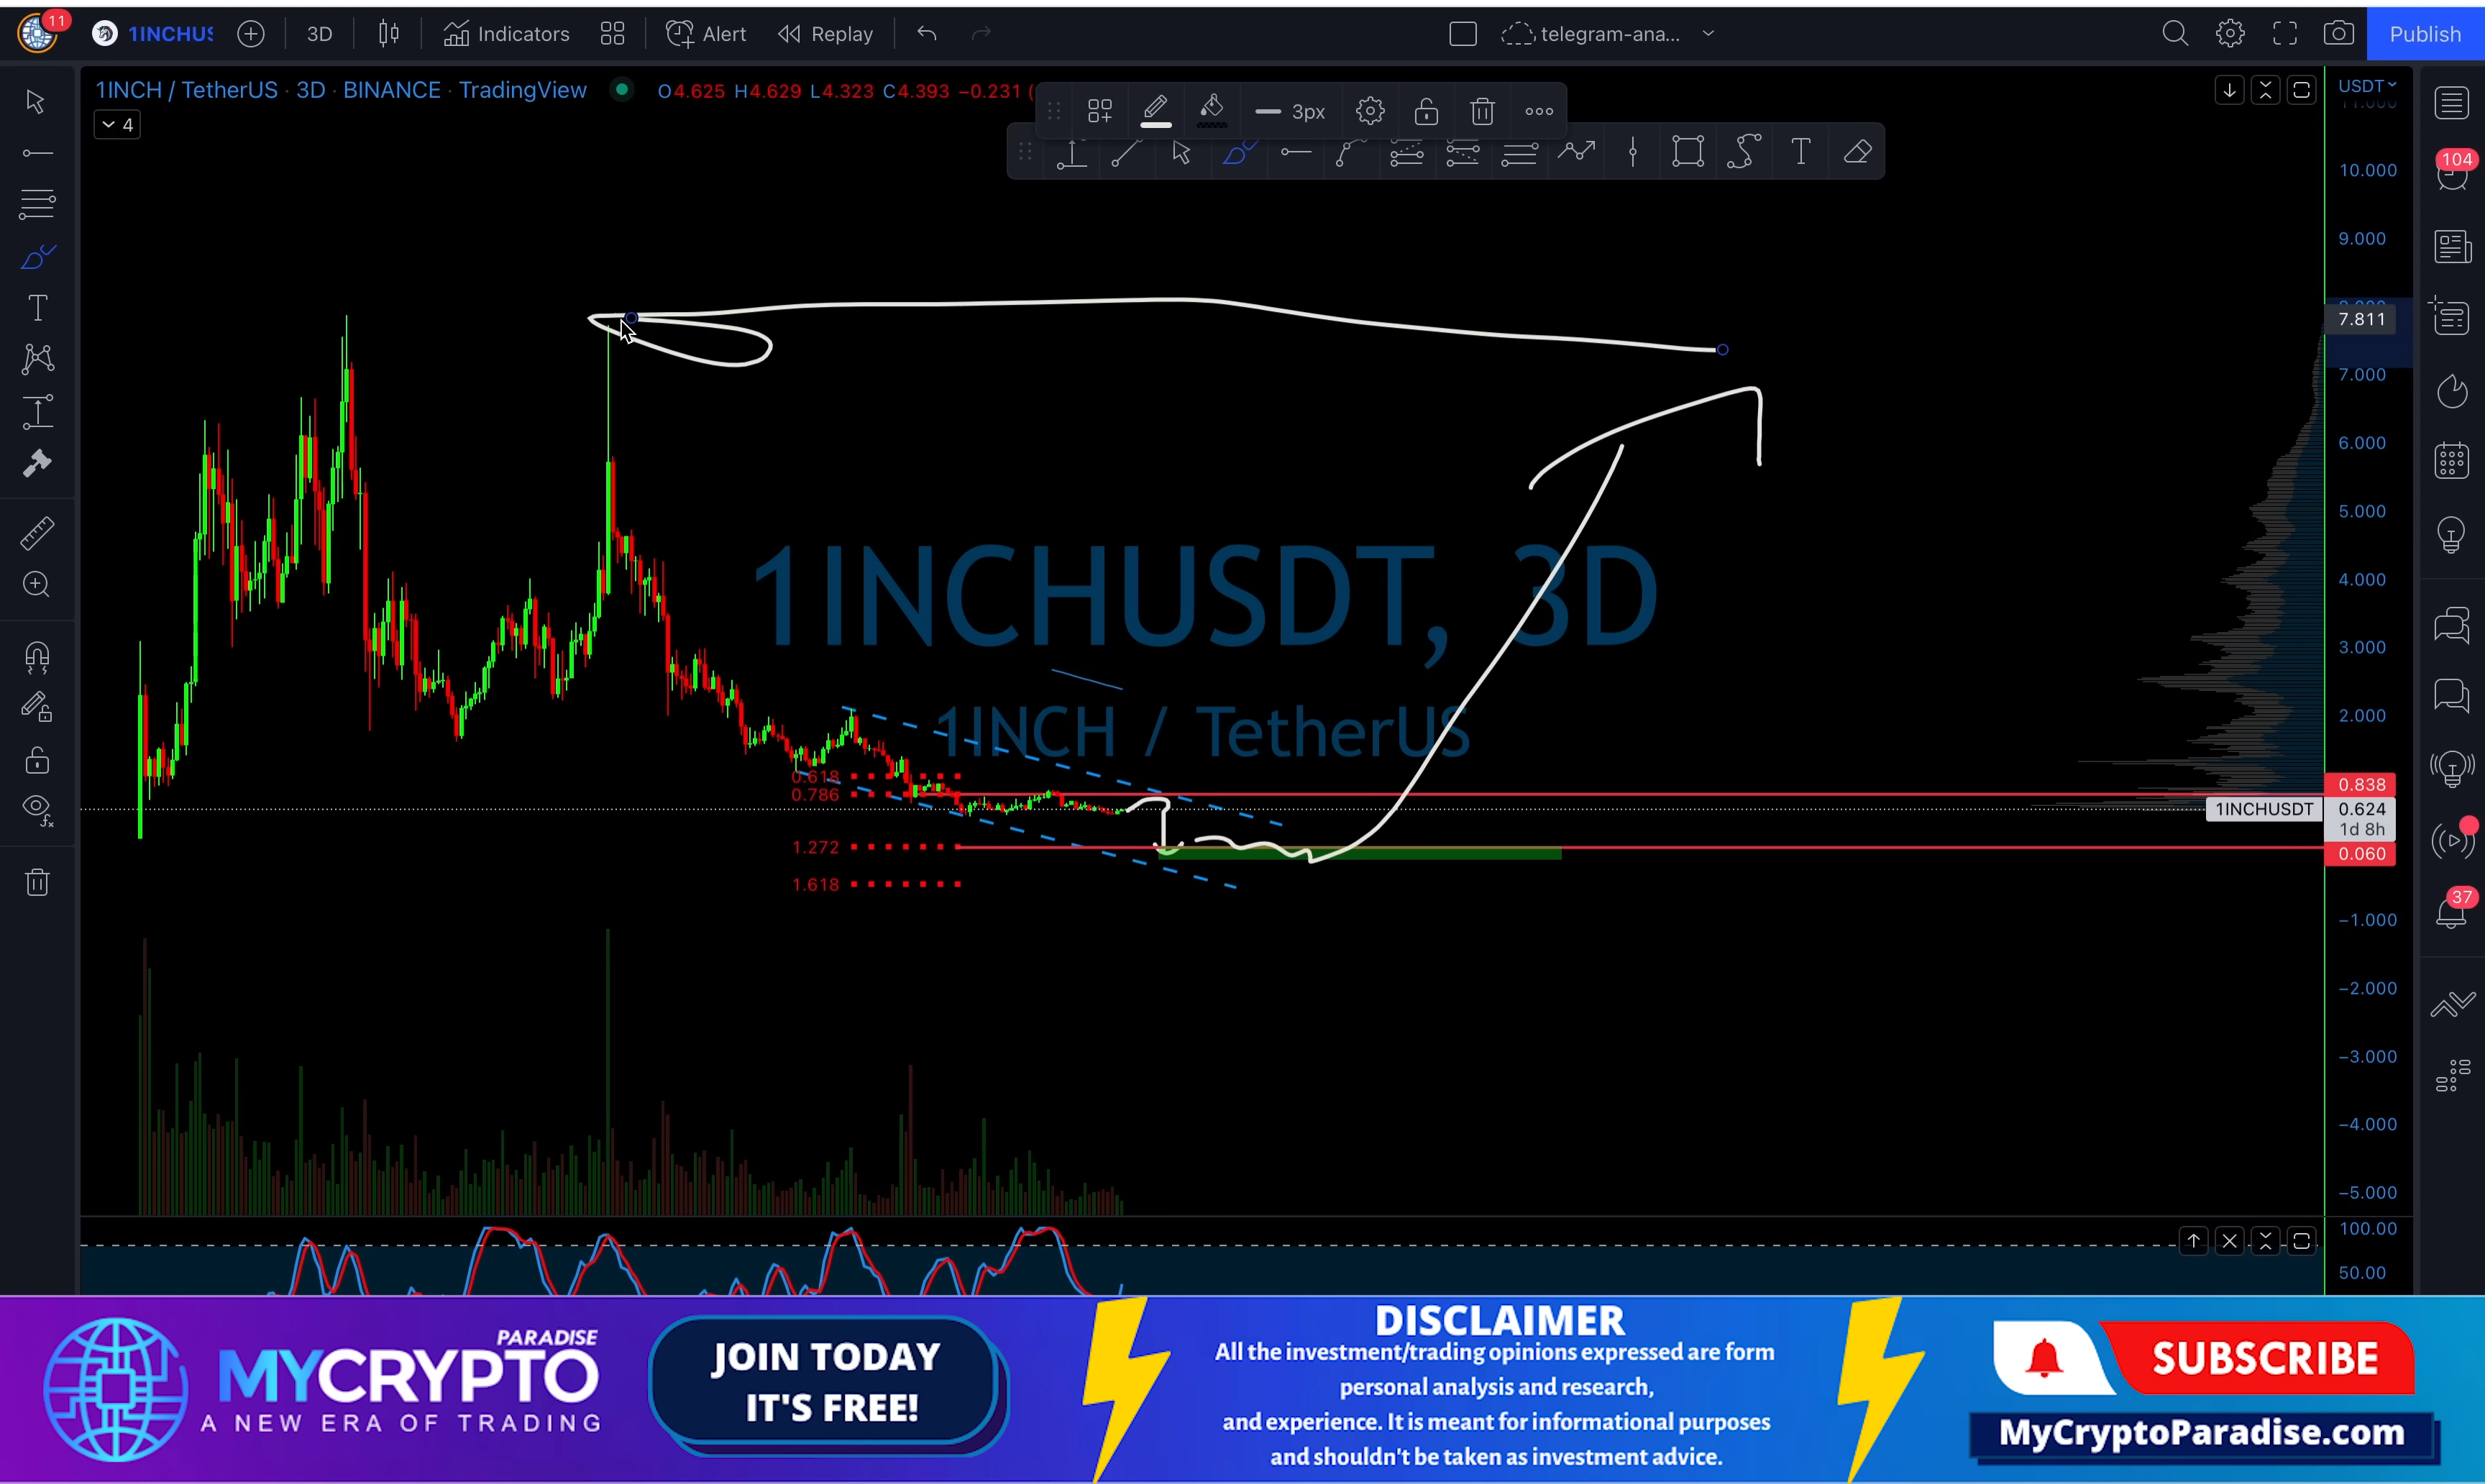 11
1INCHUS
3D
Indicators
Alert
Replay
telegram-ana...
Publish
1INCH / TetherUS · 3D · BINANCE · TradingView
O4.625 H4.629 L4.323 C4.393 −0.231 (
USDT
4
3px
104
10.000
9.000
7.811
7.000
6.000
5.000
4.000
3.000
2.000
1INCHUSDT, 3D
1INCH / TetherUS
0.618
0.786
1.272
1.618
0.838
1INCHUSDT
0.624
1d 8h
0.060
37
−1.000
−2.000
−3.000
−4.000
−5.000
100.00
50.00
PARADISE
MYCRYPTO
A NEW ERA OF TRADING
JOIN TODAY
IT'S FREE!
DISCLAIMER
All the investment/trading opinions expressed are form
personal analysis and research,
and experience. It is meant for informational purposes
and shouldn't be taken as investment advice.
SUBSCRIBE
MyCryptoParadise.com